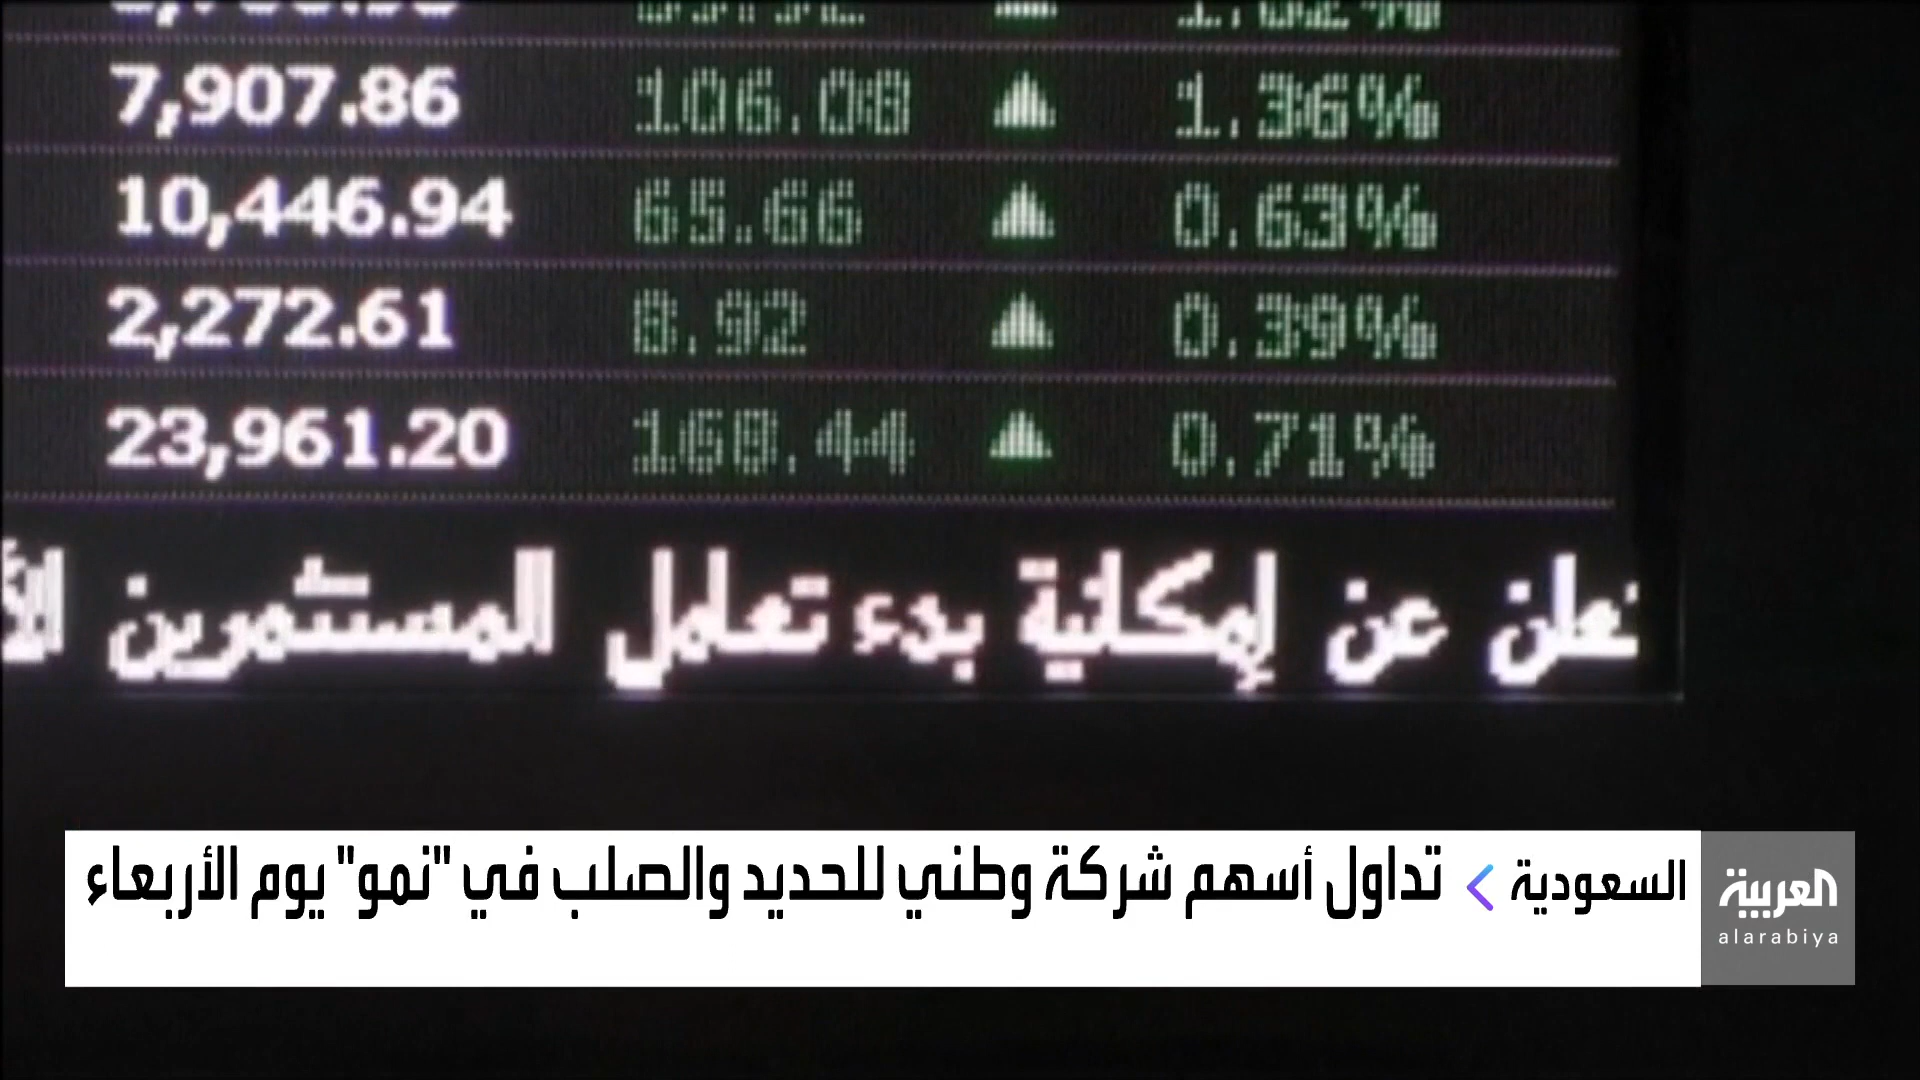 7,907.86 106.08 1.36%
10,446.94 65.66 0.63%
2,272.61 8.92 0.39%
23,961.20 168.44 0.71%
نعلن عن إمكانية بدء تعامل المستثمرين
السعودية > تداول أسهم شركة وطني للحديد والصلب في "نمو" يوم الأربعاء
العربية
alarabiya